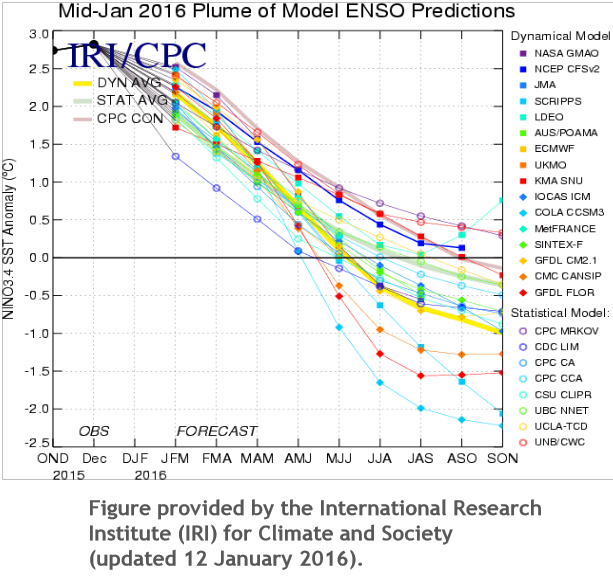 Mid-Jan 2016 Plume of Model ENSO Predictions
3.0
2.5
2.0
1.5
1.0
0.5
0.0
-0.5
-1.0
-1.5
-2.0
-2.5
NINO3.4 SST Anomaly (ºC)
IRI/CPC
DYN AVG
STAT AVG
CPC CON
OBS FORECAST
OND Dec DJF JFM FMA MAM AMJ MJJ JJA JAS ASO SON
2015 2016
Dynamical Model
NASA GMAO
NCEP CFSv2
JMA
SCRIPPS
LDEO
AUS/POAMA
ECMWF
UKMO
KMA SNU
IOCAS ICM
COLA CCSM3
MetFRANCE
SINTEX-F
GFDL CM2.1
CMC CANSIP
GFDL FLOR
Statistical Model:
CPC MRKOV
CDC LIM
CPC CA
CPC CCA
CSU CLIPR
UBC NNET
UCLA-TCD
UNB/CWC
Figure provided by the International Research
Institute (IRI) for Climate and Society
(updated 12 January 2016).